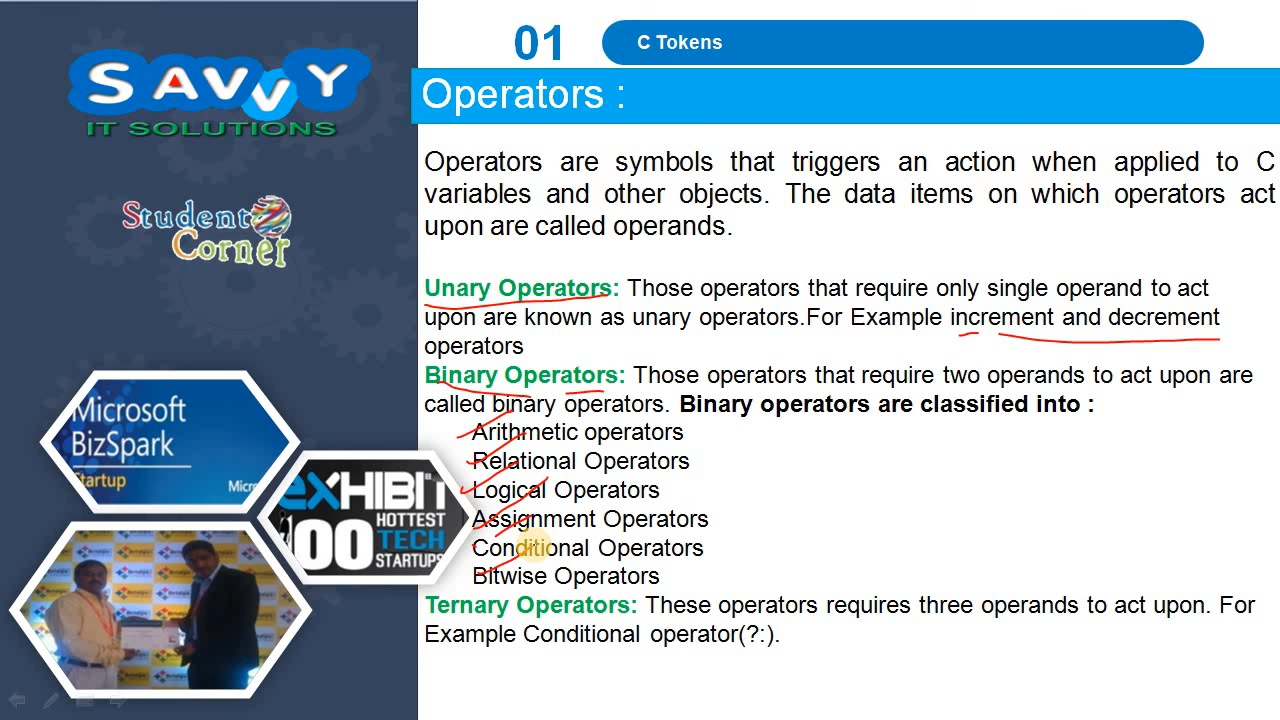 SAVVY
IT SOLUTIONS
Student
Corner
Microsoft
BizSpark
Startup
Micro
eXHIBIT
100
HOTTEST
TECH
STARTUPS
01
C Tokens
Operators :
Operators are symbols that triggers an action when applied to C
variables and other objects. The data items on which operators act
upon are called operands.
Unary Operators: Those operators that require only single operand to act
upon are known as unary operators.For Example increment and decrement
operators
Binary Operators: Those operators that require two operands to act upon are
called binary operators. Binary operators are classified into :
Arithmetic operators
Relational Operators
Logical Operators
Assignment Operators
Conditional Operators
Bitwise Operators
Ternary Operators: These operators requires three operands to act upon. For
Example Conditional operator(?:).